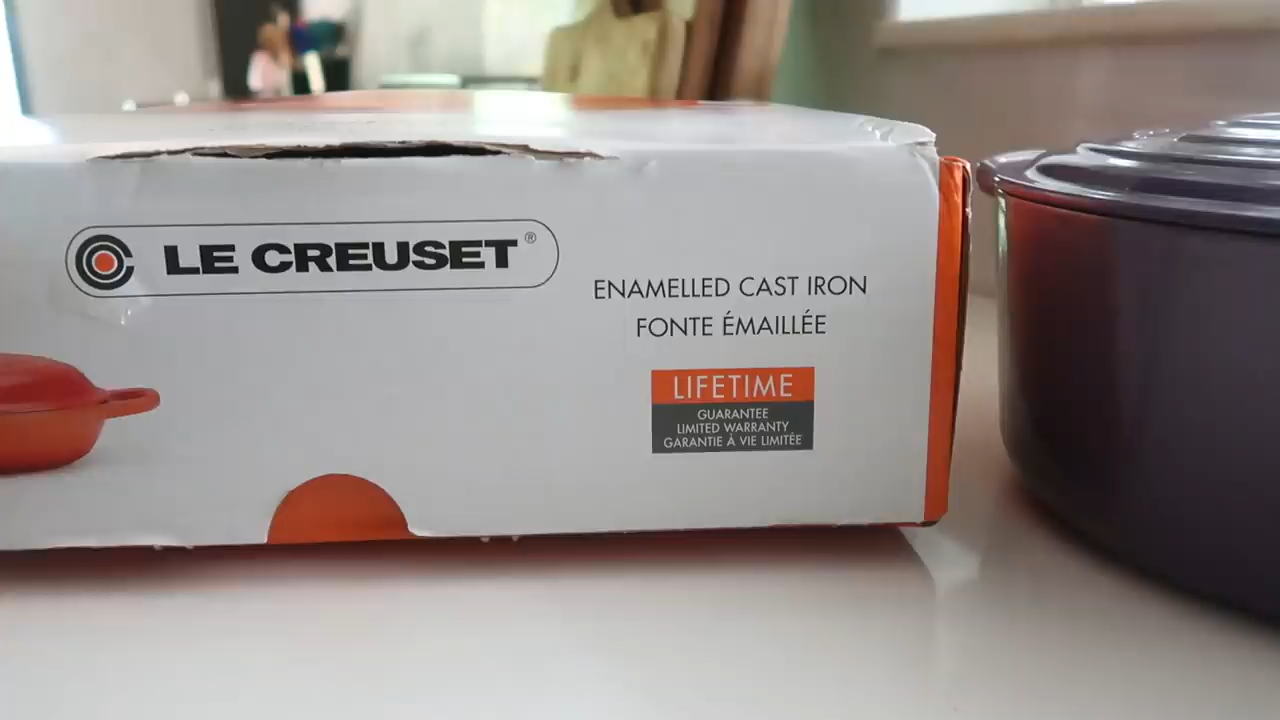 LE CREUSET®
ENAMELLED CAST IRON
FONTE ÉMAILLÉE
LIFETIME
GUARANTEE
LIMITED WARRANTY
GARANTIE À VIE LIMITÉE